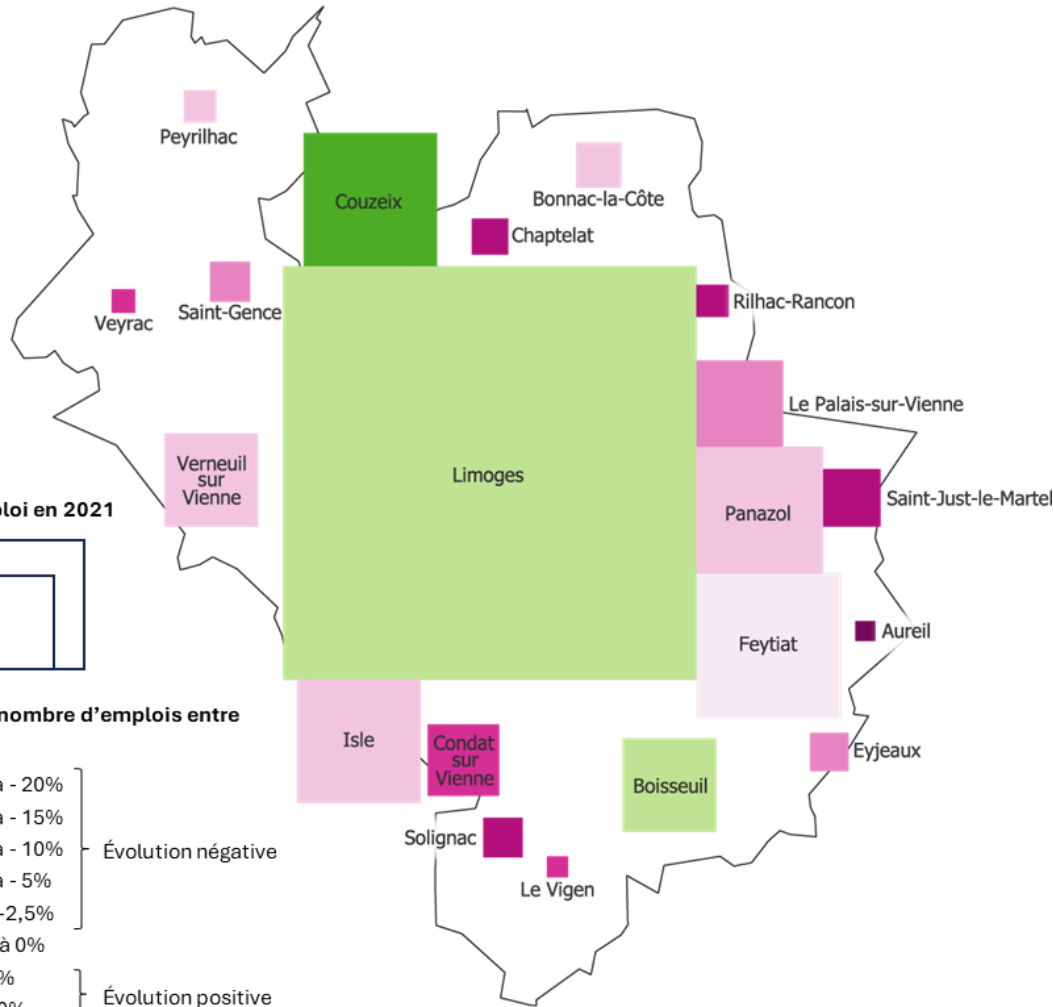 Peyrilhac
Couzeix
Bonnac-la-Côte
Chaptelat
Saint-Gence
Veyrac
Rilhac-Rancon
Le Palais-sur-Vienne
Verneuil
sur
Vienne
Limoges
Saint-Just-le-Martel
Panazol
en 2021
Feytiat
Aureil
nombre d’emplois entre
Isle
Condat
sur
Vienne
Eyjeaux
Boisseuil
Solignac
Le Vigen
- 20%
- 15%
- 10%
- 5%
-2,5%
à 0%
Évolution négative
Évolution positive